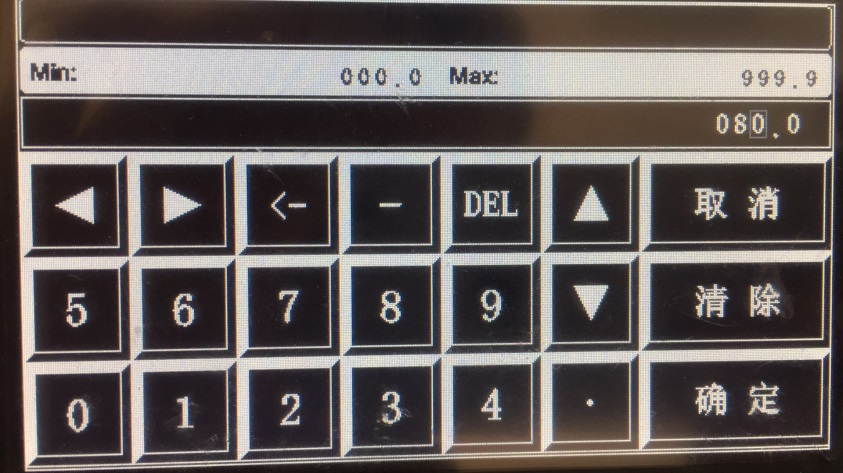 Min: 000.0 Max: 999.9
080.0
◀ ▶ <- - DEL ▲ 取消
5 6 7 8 9 ▼ 清除
0 1 2 3 4 · 确定